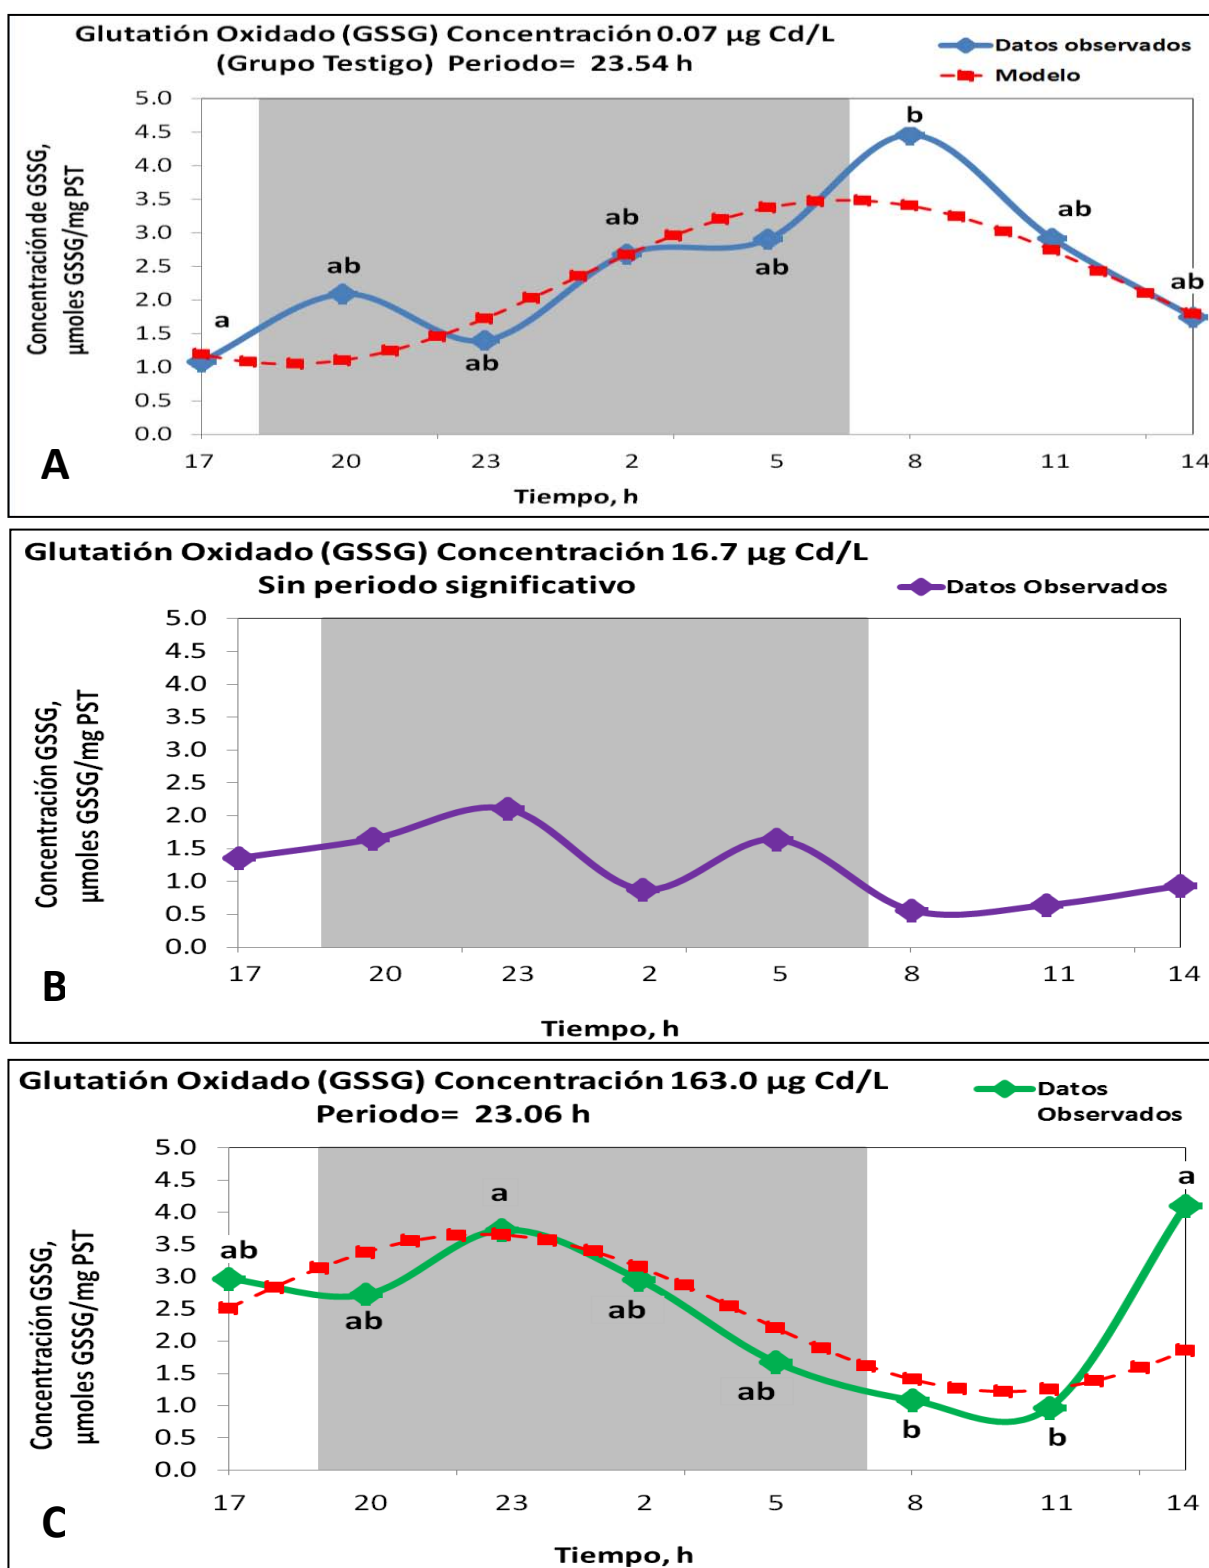 Glutatión Oxidado (GSSG) Concentración 0.07 µg Cd/L
(Grupo Testigo) Periodo= 23.54 h
Datos observados
Modelo
Concentración de GSSG,
µmoles GSSG/mg PST
5.0
4.5
4.0
3.5
3.0
2.5
2.0
1.5
1.0
0.5
0.0
a
ab
ab
ab
ab
b
ab
ab
17 20 23 2 5 8 11 14
Tiempo, h
A
Glutatión Oxidado (GSSG) Concentración 16.7 µg Cd/L
Sin periodo significativo
Datos Observados
Concentración GSSG,
µmoles GSSG/mg PST
5.0
4.5
4.0
3.5
3.0
2.5
2.0
1.5
1.0
0.5
0.0
17 20 23 2 5 8 11 14
Tiempo, h
B
Glutatión Oxidado (GSSG) Concentración 163.0 µg Cd/L
Periodo= 23.06 h
Datos
Observados
Concentración GSSG,
µmoles GSSG/mg PST
5.0
4.5
4.0
3.5
3.0
2.5
2.0
1.5
1.0
0.5
0.0
ab
ab
a
ab
ab
b
b
a
17 20 23 2 5 8 11 14
Tiempo, h
C